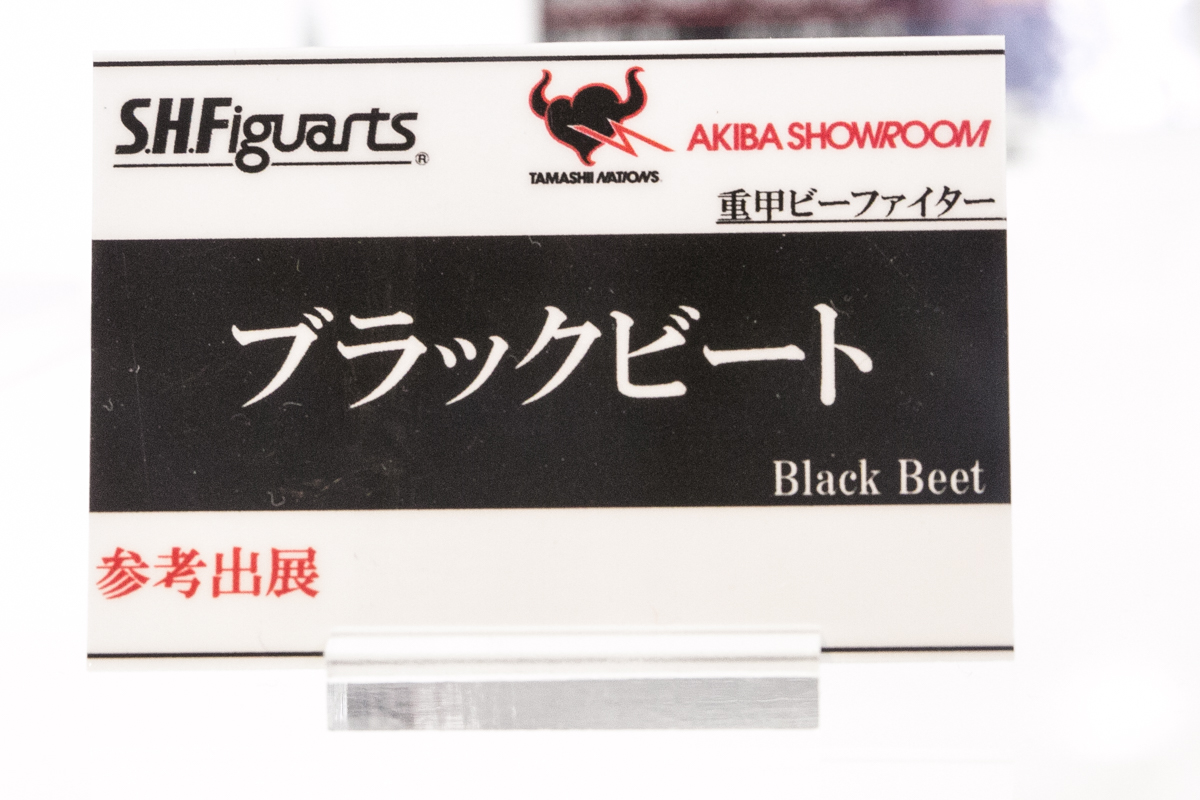 S.H.Figuarts®
TAMASHII NATIONS
AKIBA SHOWROOM
重甲ビーファイター
ブラックビート
Black Beet
参考出展